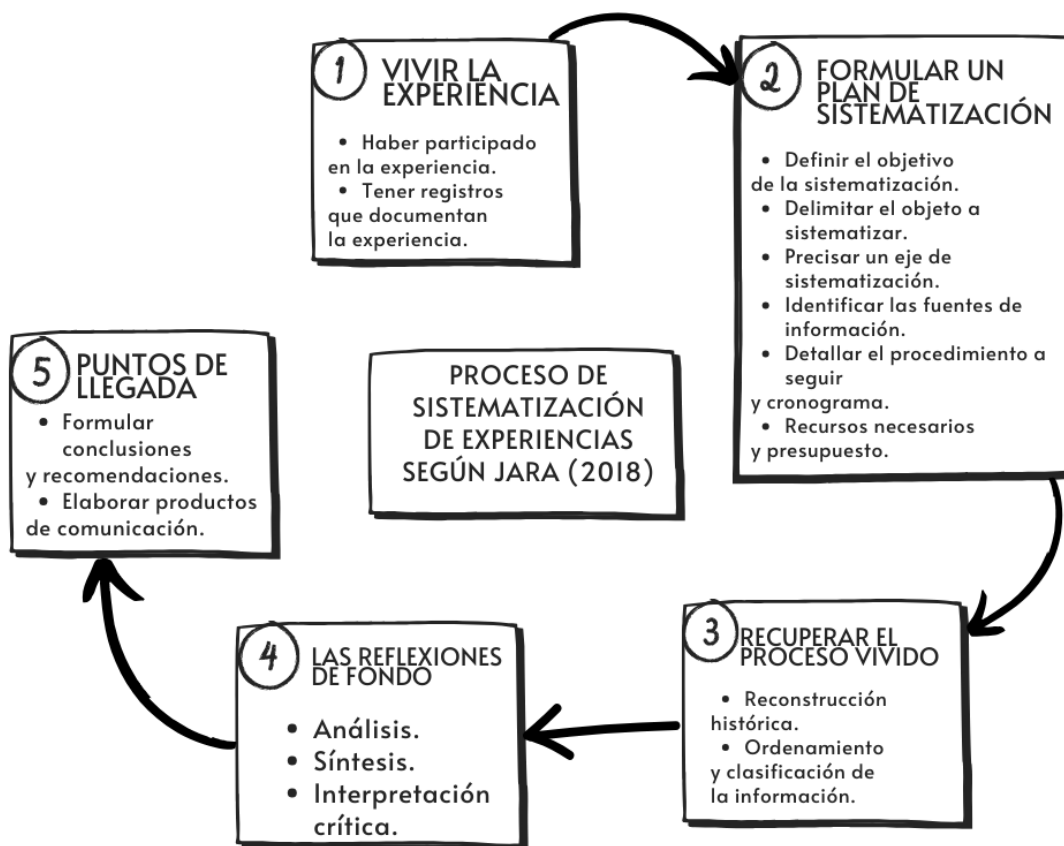 1
VIVIR LA
EXPERIENCIA
• Haber participado
en la experiencia.
• Tener registros
que documentan
la experiencia.
2
FORMULAR UN
PLAN DE
SISTEMATIZACIÓN
• Definir el objetivo
de la sistematización.
• Delimitar el objeto a
sistematizar.
• Precisar un eje de
sistematización.
• Identificar las fuentes de
información.
• Detallar el procedimiento a
seguir
y cronograma.
• Recursos necesarios
y presupuesto.
PROCESO DE
SISTEMATIZACIÓN
DE EXPERIENCIAS
SEGÚN JARA (2018)
3
RECUPERAR EL
PROCESO VIVIDO
• Reconstrucción
histórica.
• Ordenamiento
y clasificación de
la información.
4
LAS REFLEXIONES
DE FONDO
• Análisis.
• Síntesis.
• Interpretación
crítica.
5
PUNTOS DE
LLEGADA
• Formular
conclusiones
y recomendaciones.
• Elaborar productos
de comunicación.